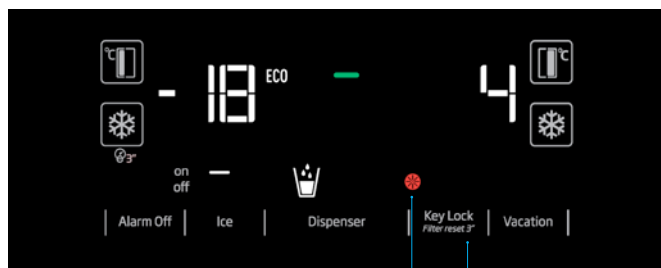 °C
- 18 ECO
4
°C
3"
on
off
Alarm Off
Ice
Dispenser
Key Lock
Filter reset 3"
Vacation